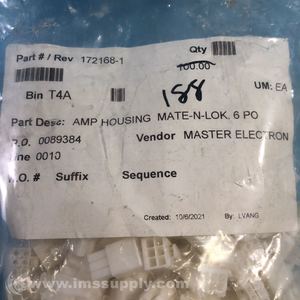 Part # / Rev 172168-1 Qty
100.00
Bin T4A 188 UM: EA
Part Desc: AMP HOUSING MATE-N-LOK, 6 PO
P.O. 0089384 Vendor MASTER ELECTRON
ine 0010
W.O. # Suffix Sequence
Created: 10/6/2021 By: LVANG
© www.imssupply.com